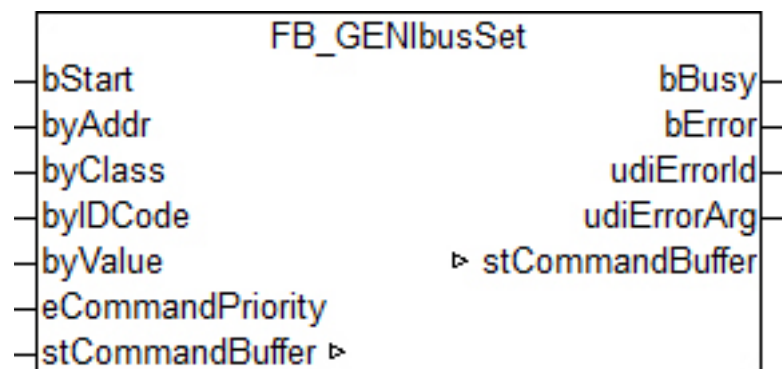 FB_GENIbusSet
bStart bBusy
byAddr bError
byClass udiErrorId
byIDCode udiErrorArg
byValue stCommandBuffer
eCommandPriority
stCommandBuffer